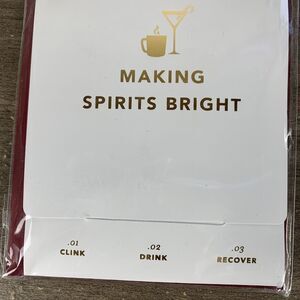 MAKING
SPIRITS BRIGHT
.01 .02 .03
CLINK DRINK RECOVER